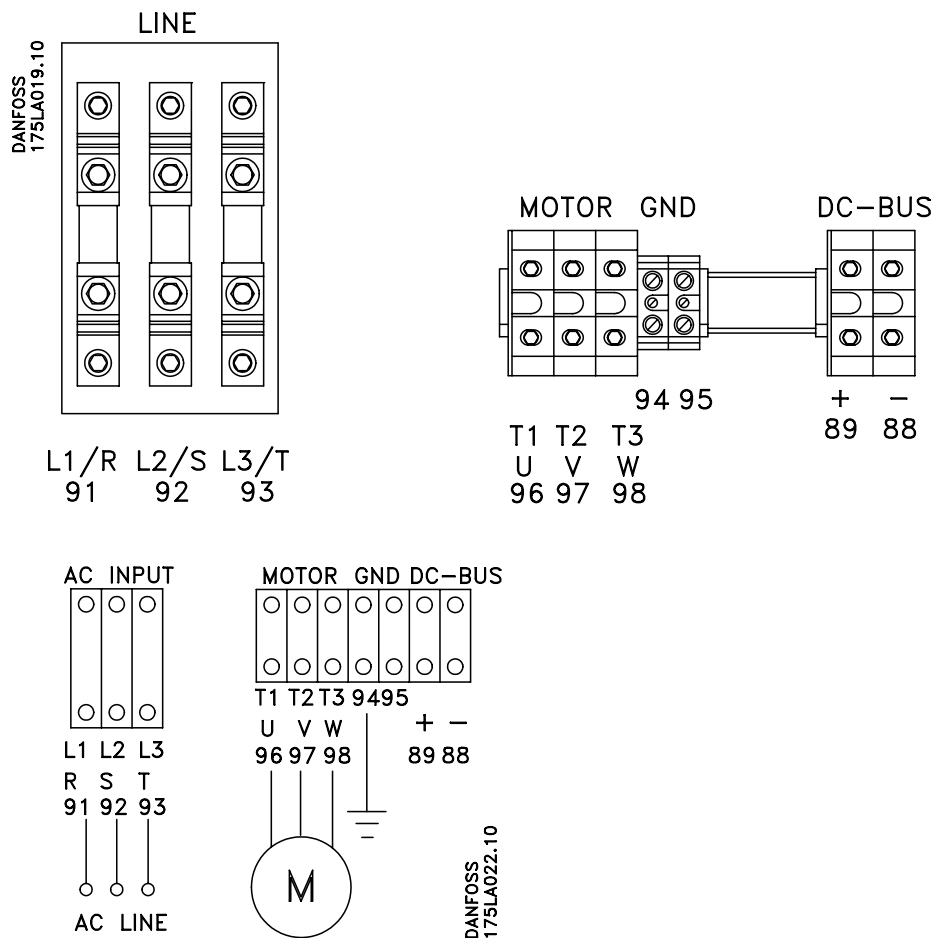 LINE
DANFOSS
175LA019.10
L1/R L2/S L3/T
91 92 93
MOTOR GND DC-BUS
94 95
+ -
89 88
T1 T2 T3
U V W
96 97 98
AC INPUT
L1 L2 L3
R S T
91 92 93
AC LINE
MOTOR GND DC-BUS
T1 T2 T3 94 95
U V W + -
96 97 98 89 88
M
DANFOSS
175LA022.10